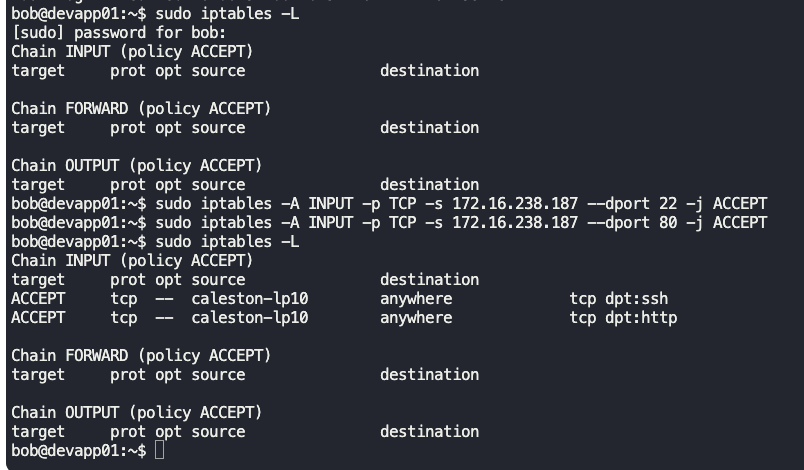 bob@devapp01:~$ sudo iptables -L
[sudo] password for bob:
Chain INPUT (policy ACCEPT)
target     prot opt source               destination
Chain FORWARD (policy ACCEPT)
target     prot opt source               destination
Chain OUTPUT (policy ACCEPT)
target     prot opt source               destination
bob@devapp01:~$ sudo iptables -A INPUT -p TCP -s 172.16.238.187 --dport 22 -j ACCEPT
bob@devapp01:~$ sudo iptables -A INPUT -p TCP -s 172.16.238.187 --dport 80 -j ACCEPT
bob@devapp01:~$ sudo iptables -L
Chain INPUT (policy ACCEPT)
target     prot opt source               destination
ACCEPT     tcp  --  caleston-lp10        anywhere             tcp dpt:ssh
ACCEPT     tcp  --  caleston-lp10        anywhere             tcp dpt:http
Chain FORWARD (policy ACCEPT)
target     prot opt source               destination
Chain OUTPUT (policy ACCEPT)
target     prot opt source               destination
bob@devapp01:~$